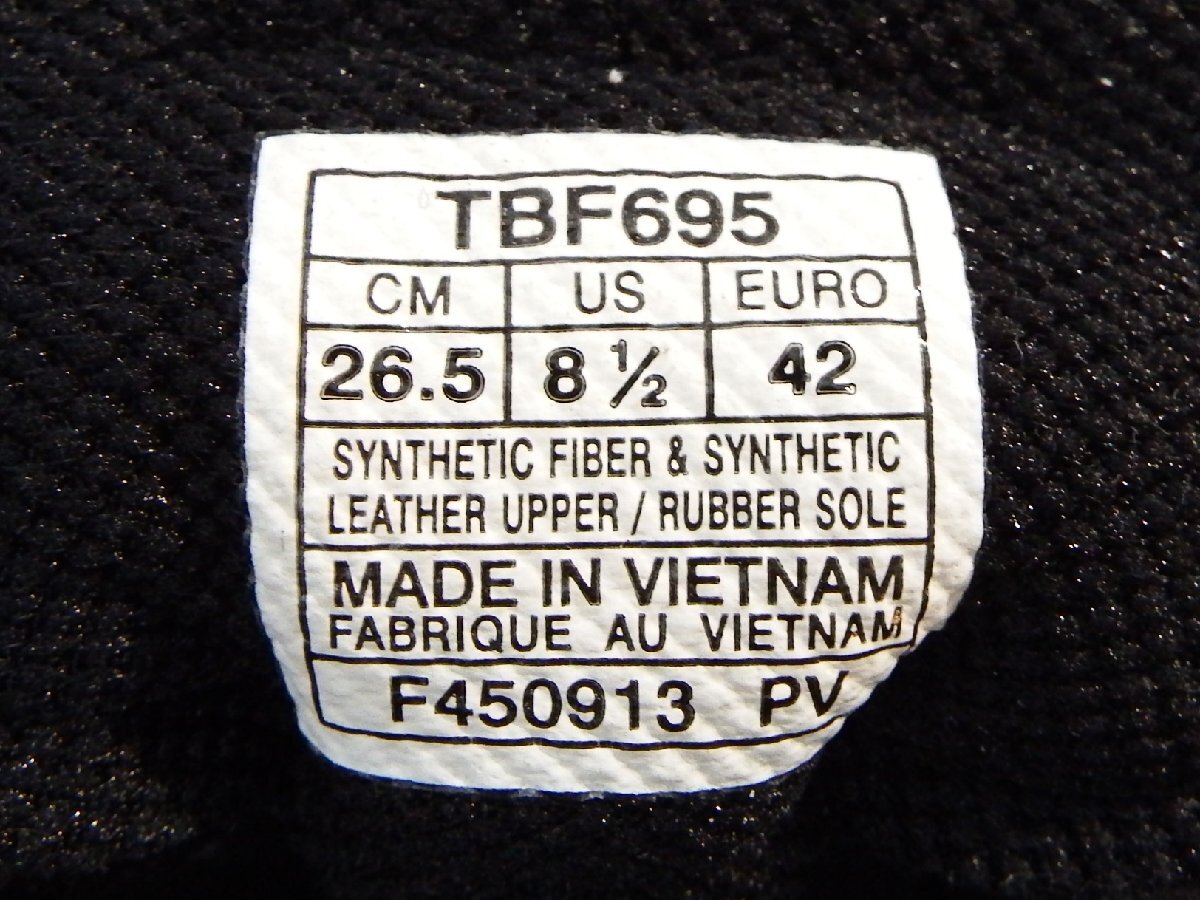 TBF695
CM US EURO
26.5 8 ½ 42
SYNTHETIC FIBER & SYNTHETIC
LEATHER UPPER / RUBBER SOLE
MADE IN VIETNAM
FABRIQUE AU VIETNAM
F450913 PV